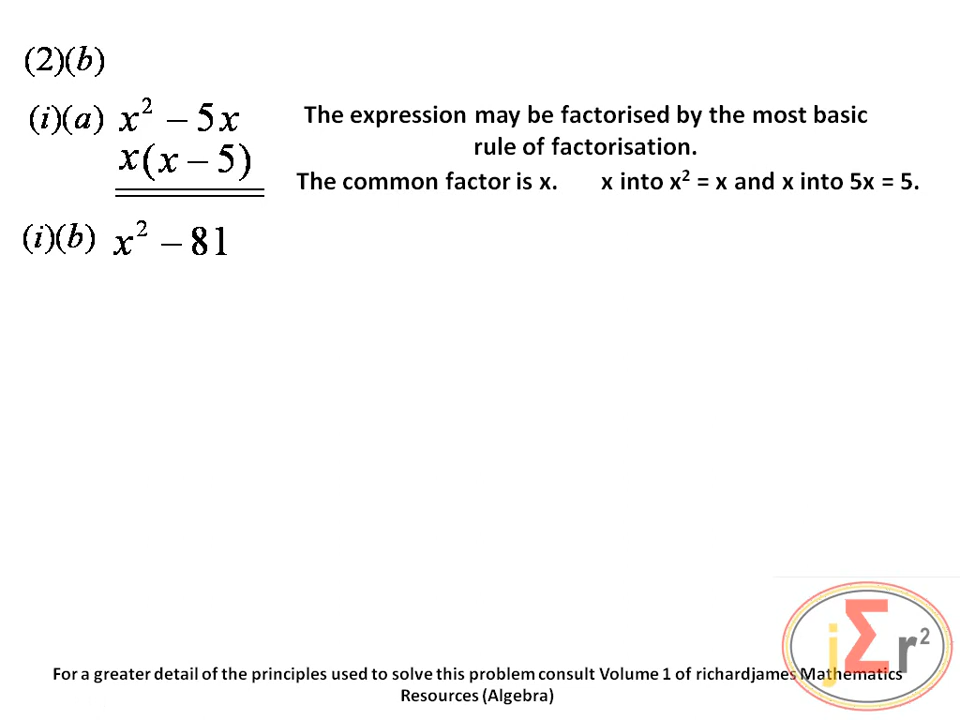 (2)(b)
(i)(a) x² − 5x
The expression may be factorised by the most basic
rule of factorisation.
x(x − 5)
The common factor is x. x into x² = x and x into 5x = 5.
(i)(b) x² − 81
jΣr²
For a greater detail of the principles used to solve this problem consult Volume 1 of richardjames Mathematics
Resources (Algebra)